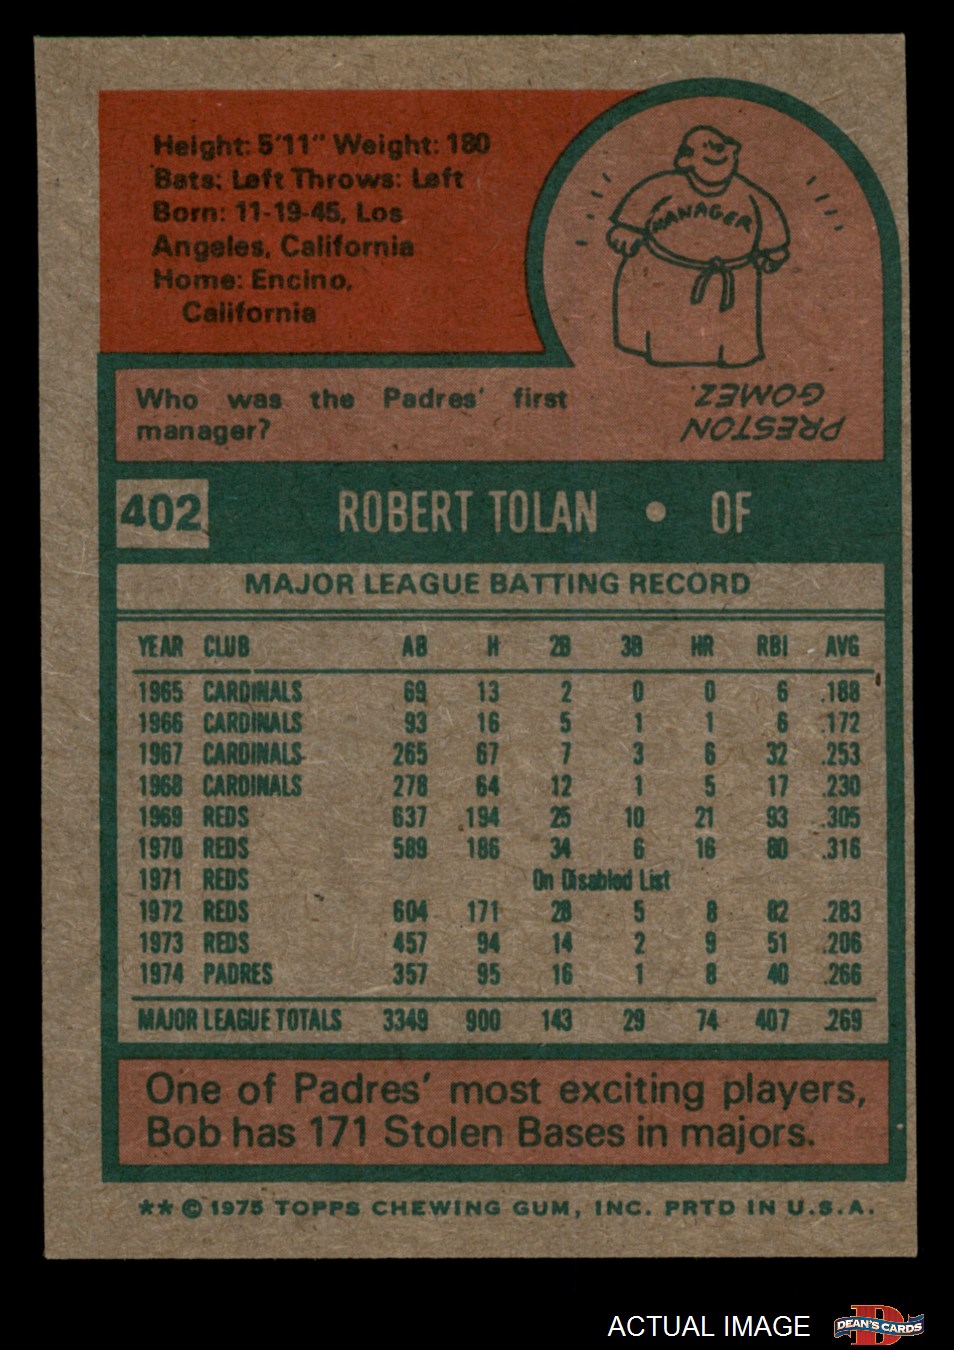 Height: 5'11" Weight: 180
Bats: Left Throws: Left
Born: 11-19-45, Los
Angeles, California
Home: Encino,
California
MANAGER
Who was the Padres' first
manager?
PRESTON
GOMEZ.
402 ROBERT TOLAN • OF
MAJOR LEAGUE BATTING RECORD
YEAR CLUB AB H 2B 3B HR RBI AVG
1965 CARDINALS 69 13 2 0 0 6 .188
1966 CARDINALS 93 16 5 1 1 6 .172
1967 CARDINALS 265 67 7 3 6 32 .253
1968 CARDINALS 278 64 12 1 5 17 .230
1969 REDS 637 194 25 10 21 93 .305
1970 REDS 589 186 34 6 16 80 .316
1971 REDS On Disabled List
1972 REDS 604 171 28 5 8 82 .283
1973 REDS 457 94 14 2 9 51 .206
1974 PADRES 357 95 16 1 8 40 .266
MAJOR LEAGUE TOTALS 3349 900 143 29 74 407 .269
One of Padres' most exciting players,
Bob has 171 Stolen Bases in majors.
** © 1975 TOPPS CHEWING GUM, INC. PRTD IN U.S.A.
ACTUAL IMAGE
D
DEAN'S CARDS